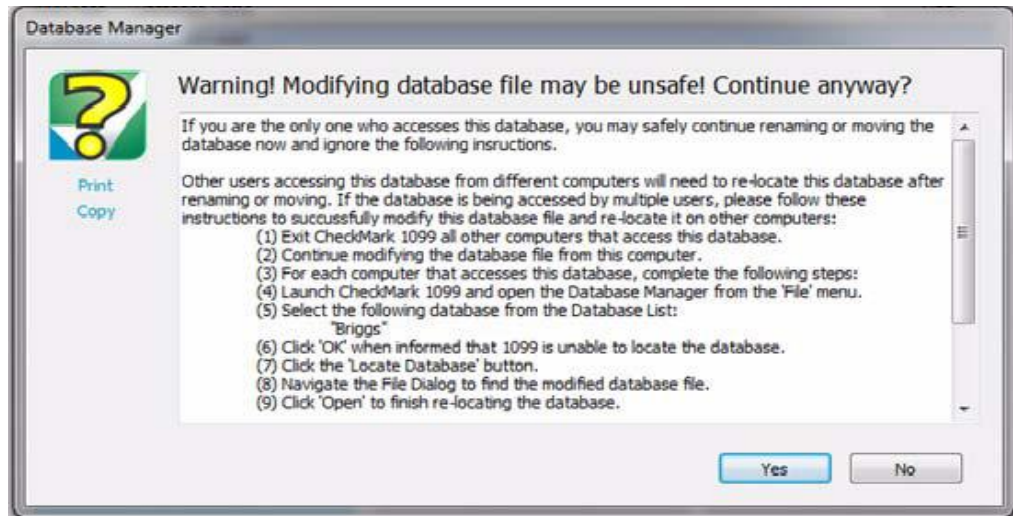 Database Manager
Warning! Modifying database file may be unsafe! Continue anyway?
If you are the only one who accesses this database, you may safely continue renaming or moving the
database now and ignore the following insructions.
Print
Copy
Other users accessing this database from different computers will need to re-locate this database after
renaming or moving. If the database is being accessed by multiple users, please follow these
instructions to succussfully modify this database file and re-locate it on other computers:
(1) Exit CheckMark 1099 all other computers that access this database.
(2) Continue modifying the database file from this computer.
(3) For each computer that accesses this database, complete the following steps:
(4) Launch CheckMark 1099 and open the Database Manager from the 'File' menu.
(5) Select the following database from the Database List:
"Briggs"
(6) Click 'OK' when informed that 1099 is unable to locate the database.
(7) Click the 'Locate Database' button.
(8) Navigate the File Dialog to find the modified database file.
(9) Click 'Open' to finish re-locating the database.
Yes
No